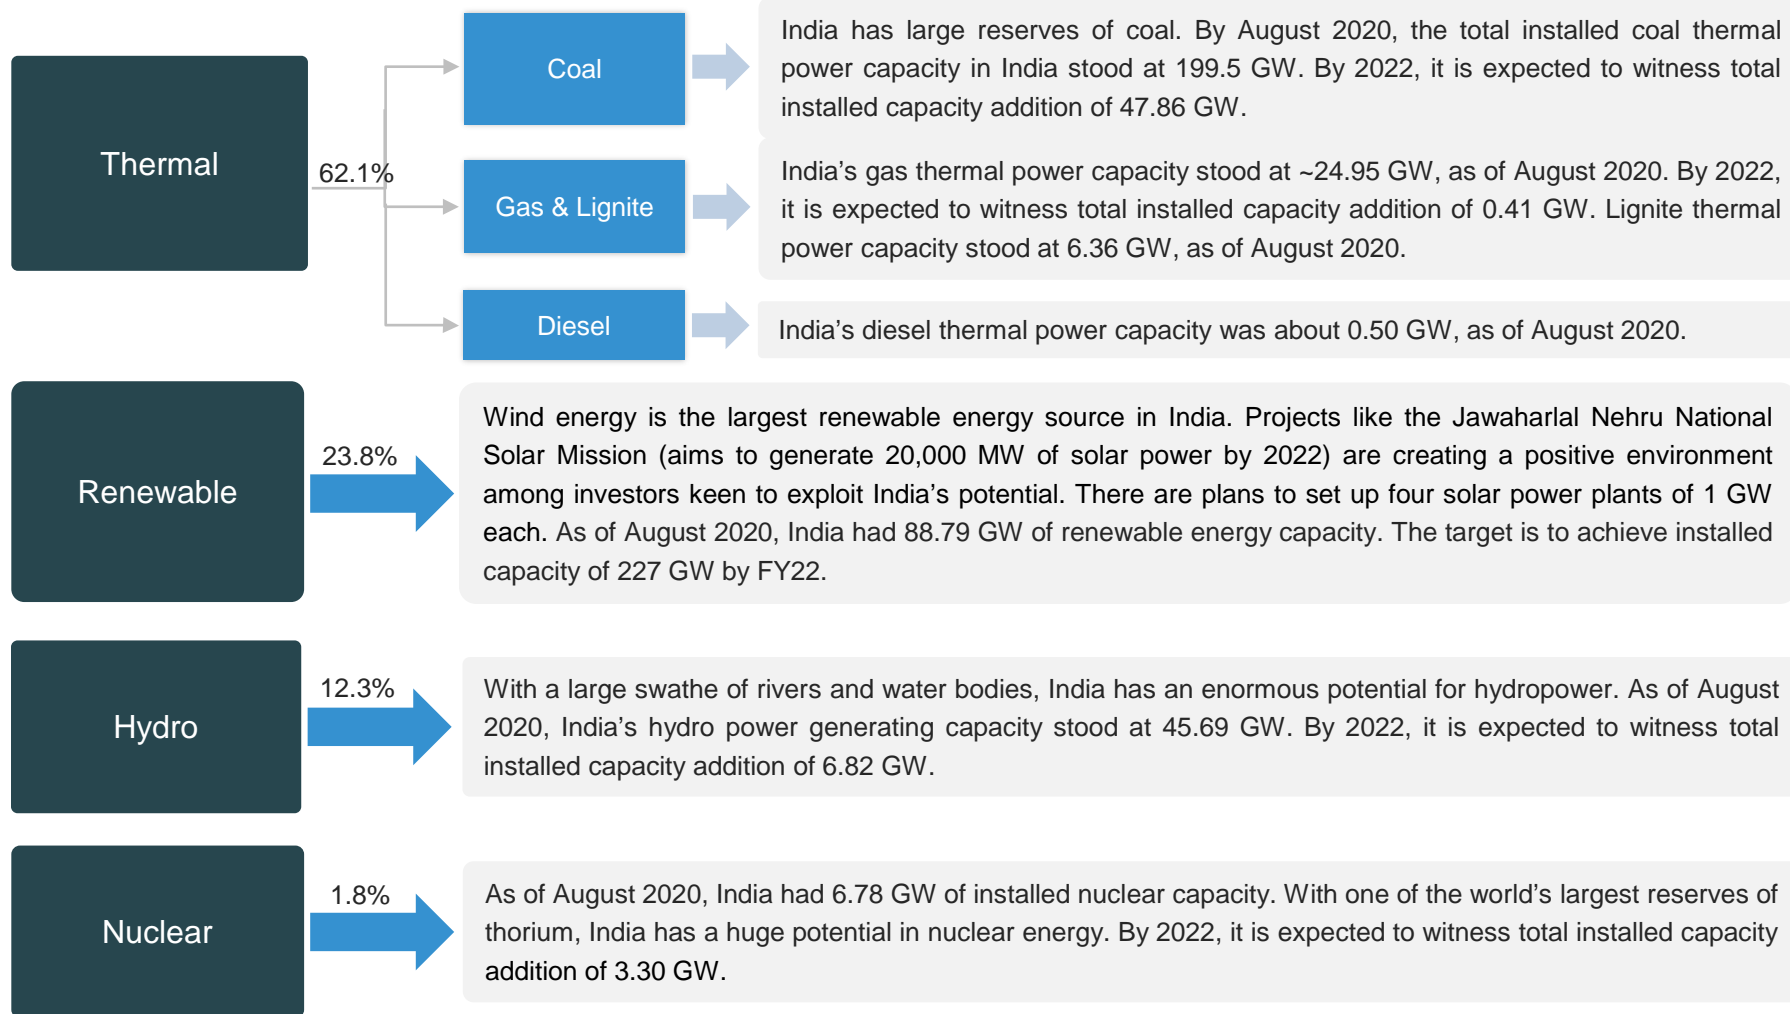 Thermal
62.1%
Coal
India has large reserves of coal. By August 2020, the total installed coal thermal
power capacity in India stood at 199.5 GW. By 2022, it is expected to witness total
installed capacity addition of 47.86 GW.
Gas & Lignite
India’s gas thermal power capacity stood at ~24.95 GW, as of August 2020. By 2022,
it is expected to witness total installed capacity addition of 0.41 GW. Lignite thermal
power capacity stood at 6.36 GW, as of August 2020.
Diesel
India’s diesel thermal power capacity was about 0.50 GW, as of August 2020.
Renewable
23.8%
Wind energy is the largest renewable energy source in India. Projects like the Jawaharlal Nehru National
Solar Mission (aims to generate 20,000 MW of solar power by 2022) are creating a positive environment
among investors keen to exploit India’s potential. There are plans to set up four solar power plants of 1 GW
each. As of August 2020, India had 88.79 GW of renewable energy capacity. The target is to achieve installed
capacity of 227 GW by FY22.
Hydro
12.3%
With a large swathe of rivers and water bodies, India has an enormous potential for hydropower. As of August
2020, India’s hydro power generating capacity stood at 45.69 GW. By 2022, it is expected to witness total
installed capacity addition of 6.82 GW.
Nuclear
1.8%
As of August 2020, India had 6.78 GW of installed nuclear capacity. With one of the world’s largest reserves of
thorium, India has a huge potential in nuclear energy. By 2022, it is expected to witness total installed capacity
addition of 3.30 GW.